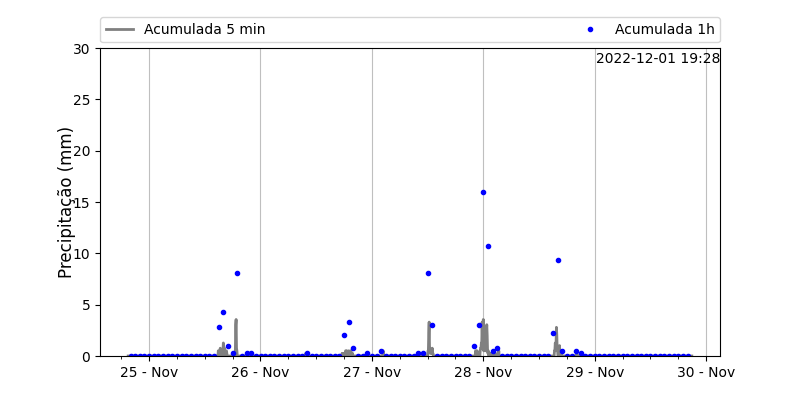 Acumulada 5 min Acumulada 1h
2022-12-01 19:28
Precipitação (mm)
30
25
20
15
10
5
0
25 - Nov 26 - Nov 27 - Nov 28 - Nov 29 - Nov 30 - Nov